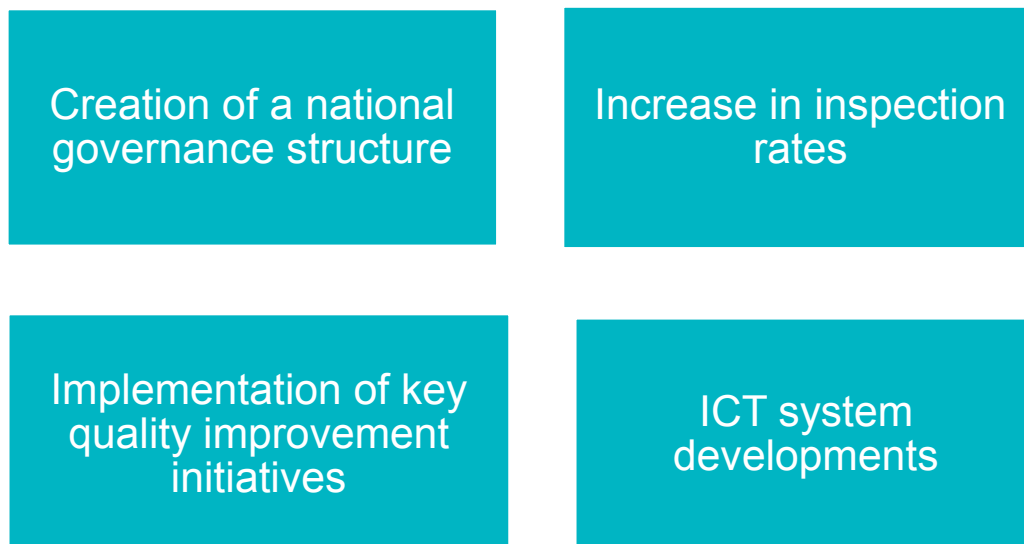 Creation of a national
governance structure
Increase in inspection
rates
Implementation of key
quality improvement
initiatives
ICT system
developments